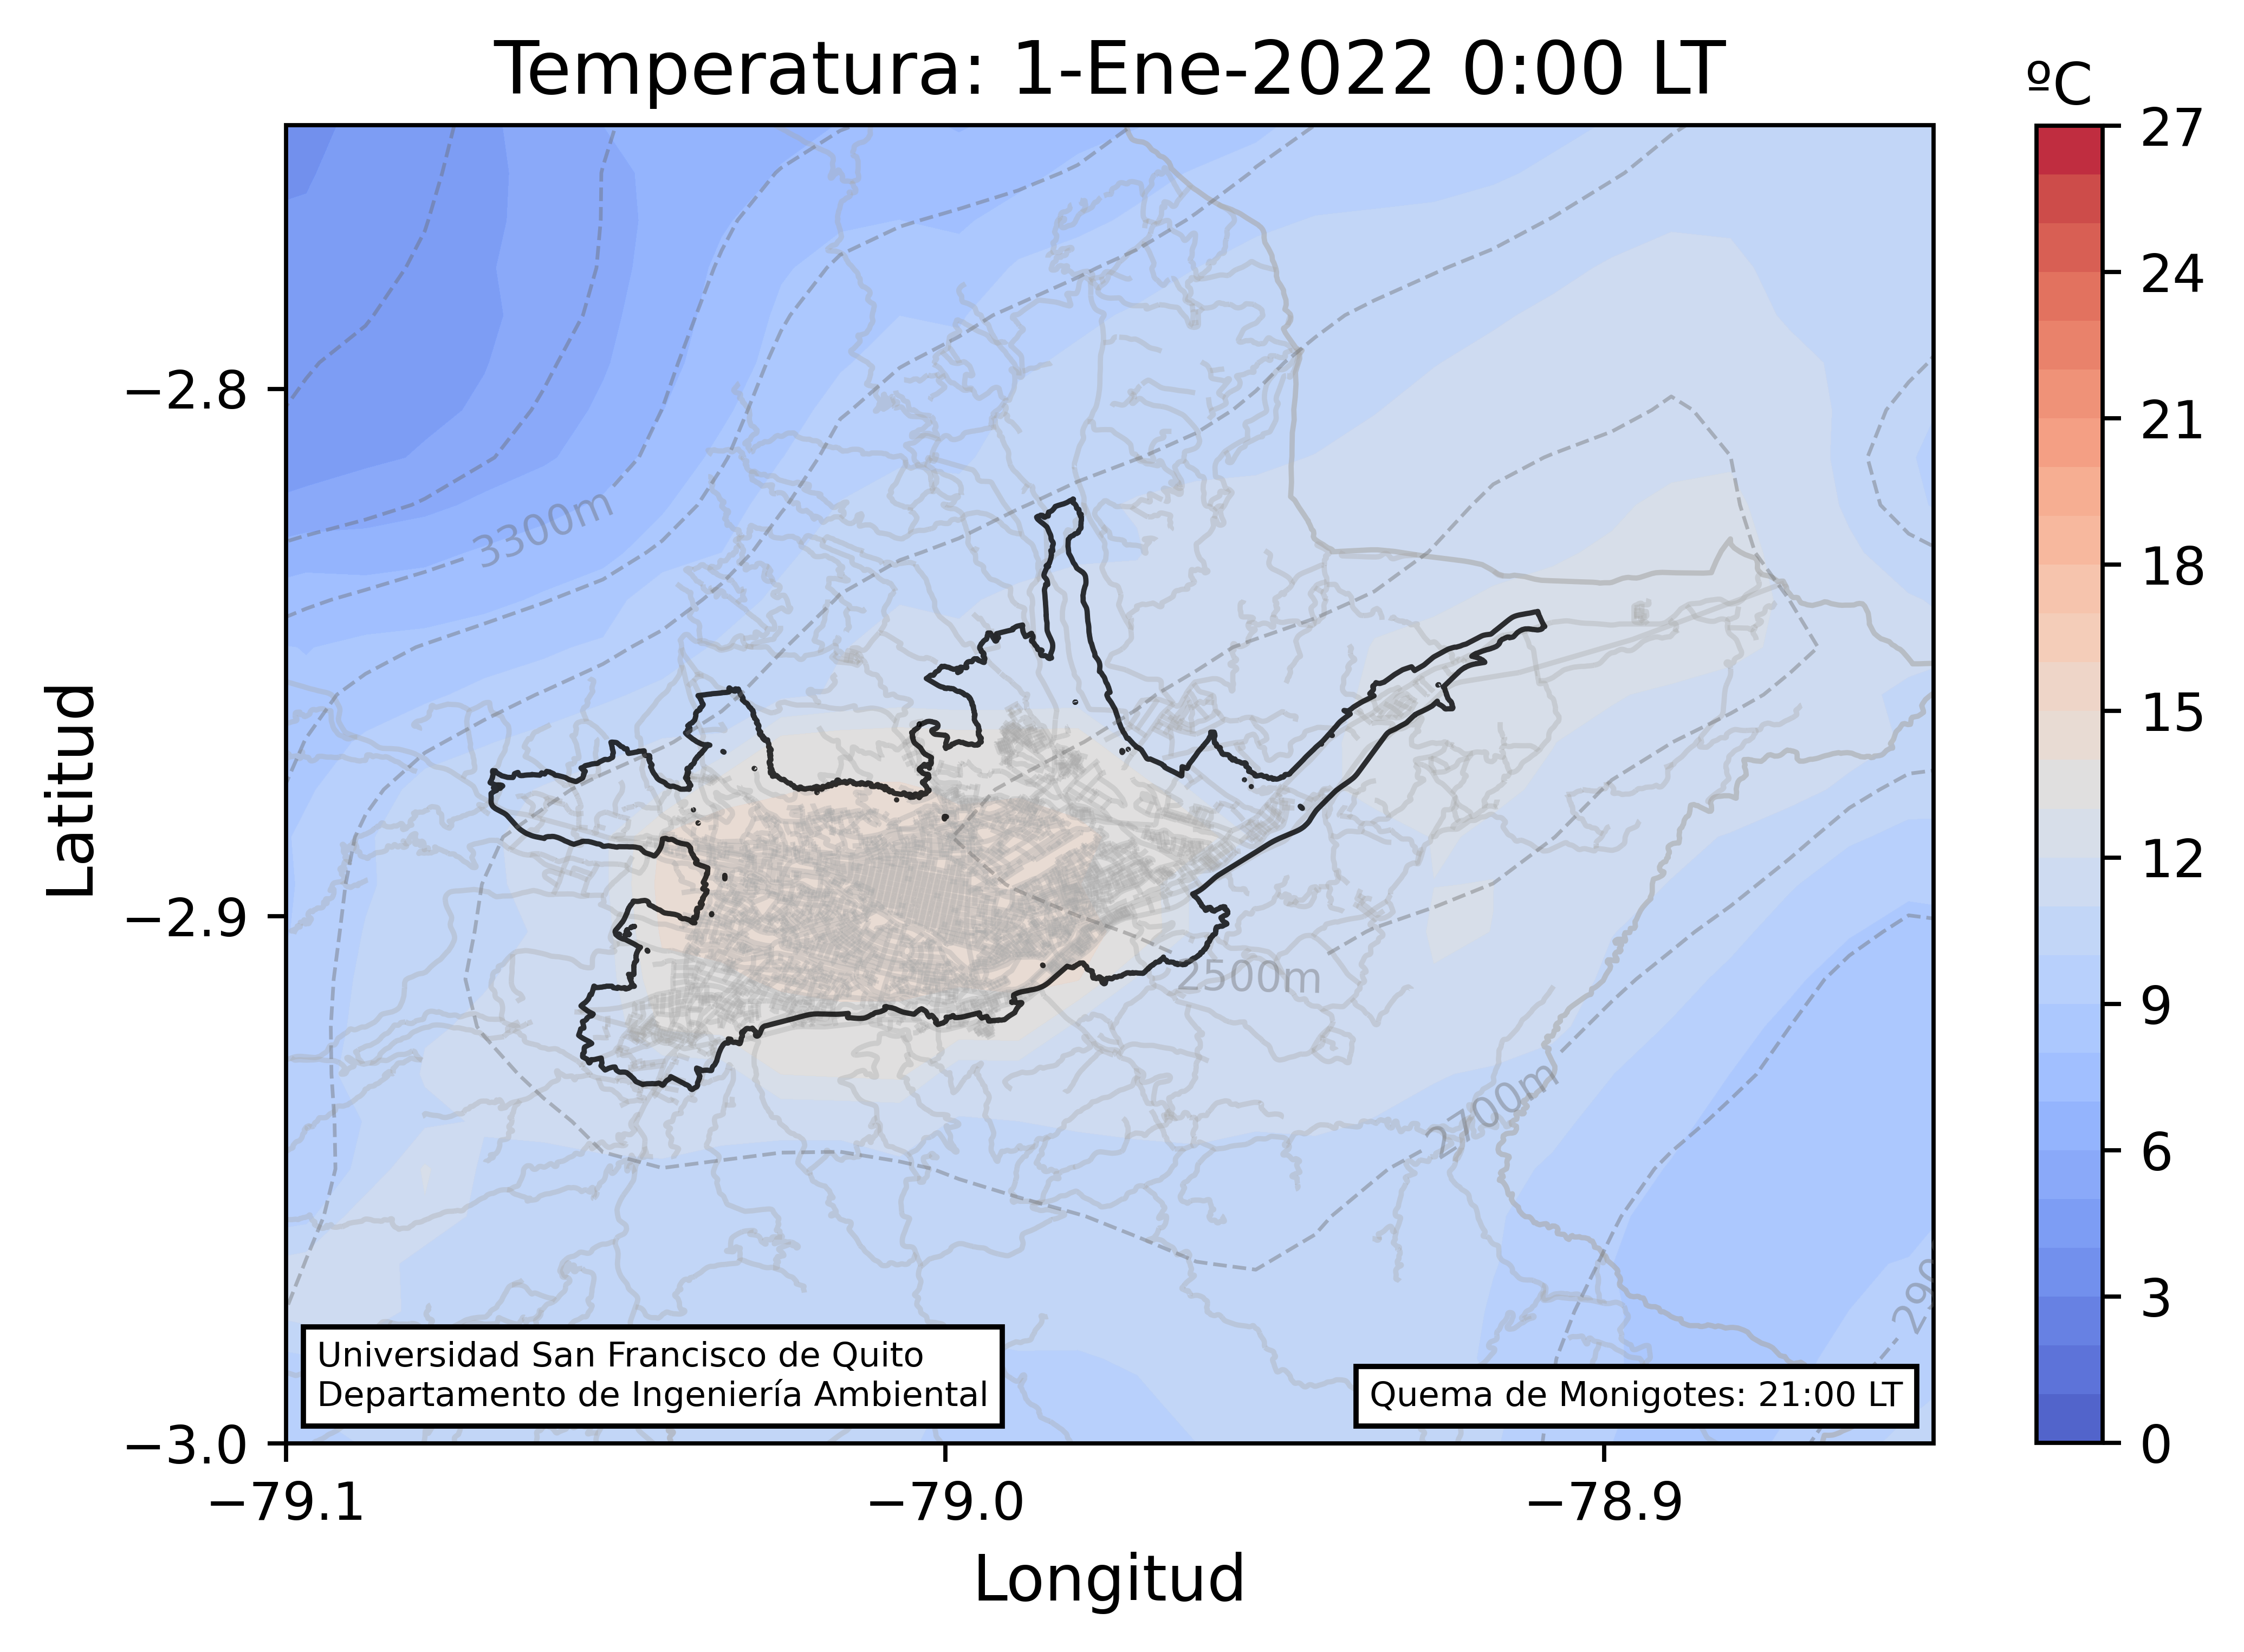 Temperatura: 1-Ene-2022 0:00 LT
ºC
27
24
21
18
15
12
9
6
3
0
Latitud
−2.8
−2.9
−3.0
3300m
2500m
2700m
290
Universidad San Francisco de Quito
Departamento de Ingeniería Ambiental
Quema de Monigotes: 21:00 LT
−79.1
−79.0
−78.9
Longitud